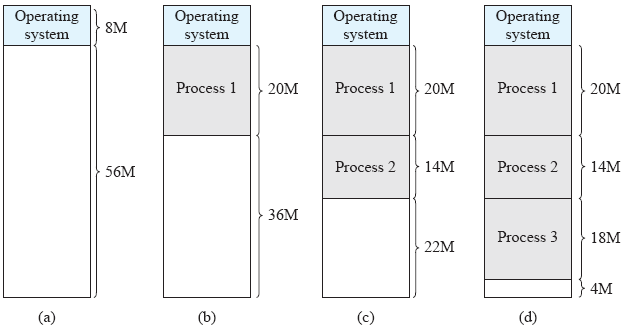 Operating
system
8M
56M
(a)
Operating
system
Process 1
20M
36M
(b)
Operating
system
Process 1
20M
Process 2
14M
22M
(c)
Operating
system
Process 1
20M
Process 2
14M
Process 3
18M
4M
(d)